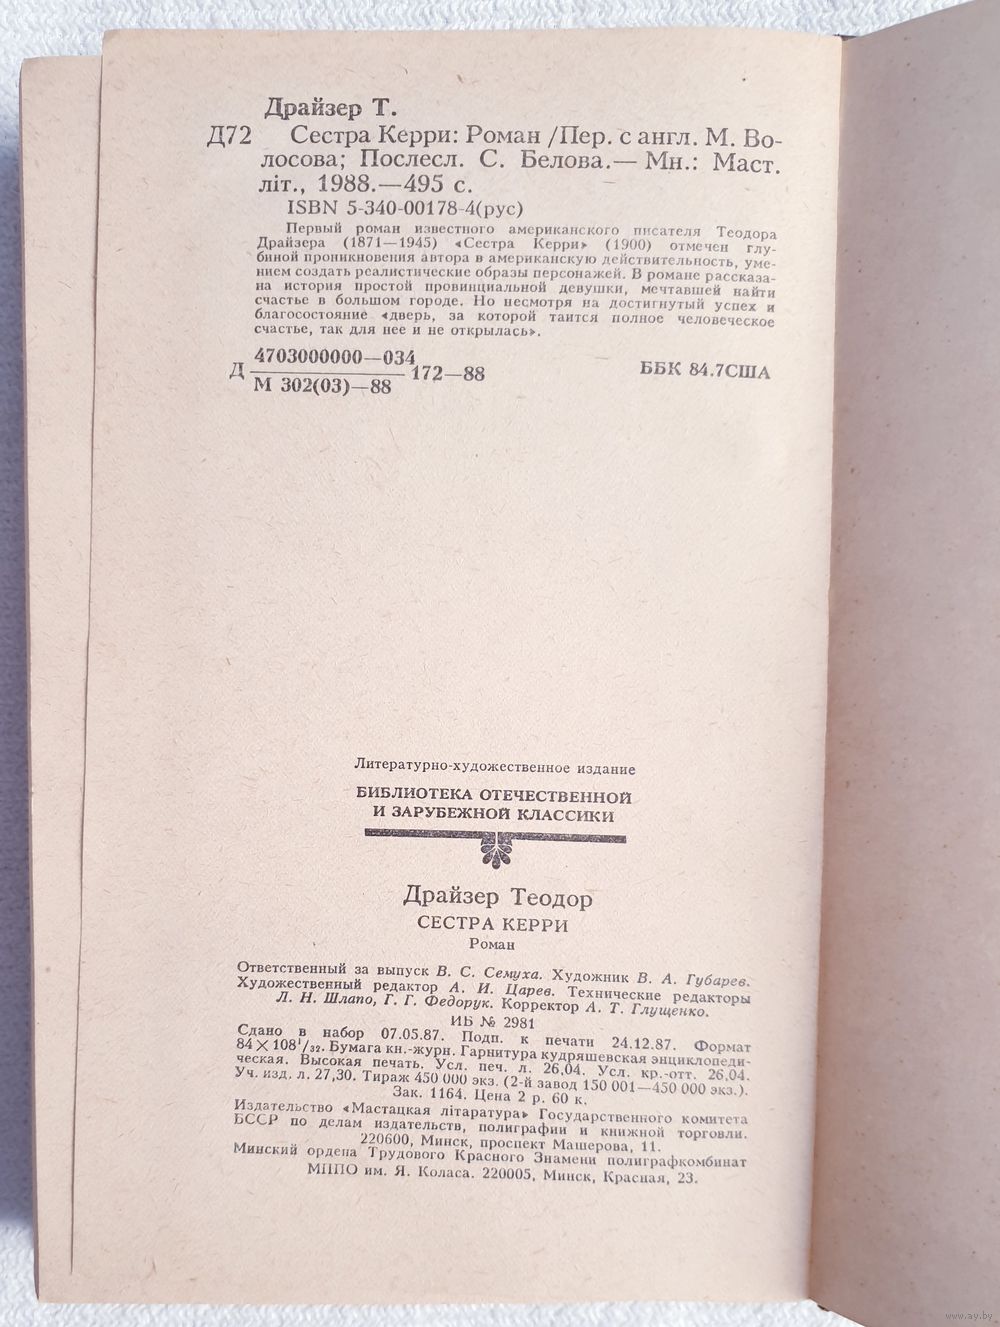 Драйзер Т.
Д72 Сестра Керри: Роман /Пер. с англ. М. Во-
лосова; Послесл. С. Белова.— Мн.: Маст.
літ., 1988.—495 с.
ISBN 5-340-00178-4(рус)
Первый роман известного американского писателя Теодора
Драйзера (1871—1945) «Сестра Керри» (1900) отмечен глу-
биной проникновения автора в американскую действительность, уме-
нием создать реалистические образы персонажей. В романе рассказа-
на история простой провинциальной девушки, мечтавшей найти
счастье в большом городе. Но несмотря на достигнутый успех и
благосостояние «дверь, за которой таится полное человеческое
счастье, так для нее и не открылась».
4703000000—034
Д 172—88 ББК 84.7США
М 302(03)—88
Литературно-художественное издание
БИБЛИОТЕКА ОТЕЧЕСТВЕННОЙ
И ЗАРУБЕЖНОЙ КЛАССИКИ
Драйзер Теодор
СЕСТРА КЕРРИ
Роман
Ответственный за выпуск В. С. Семуха. Художник В. А. Губарев.
Художественный редактор А. И. Царев. Технические редакторы
Л. Н. Шлапо, Г. Г. Федорук. Корректор А. Т. Глущенко.
ИБ № 2981
Сдано в набор 07.05.87. Подп. к печати 24.12.87. Формат
84×108¹/₃₂. Бумага кн.-журн. Гарнитура кудряшевская энциклопеди-
ческая. Высокая печать. Усл. печ. л. 26,04. Усл. кр.-отт. 26,04.
Уч. изд. л. 27,30. Тираж 450 000 экз. (2-й завод 150 001—450 000 экз.).
Зак. 1164. Цена 2 р. 60 к.
Издательство «Мастацкая літаратура» Государственного комитета
БССР по делам издательств, полиграфии и книжной торговли.
220600, Минск, проспект Машерова, 11.
Минский ордена Трудового Красного Знамени полиграфкомбинат
МППО им. Я. Коласа. 220005, Минск, Красная, 23.
www.ay.by